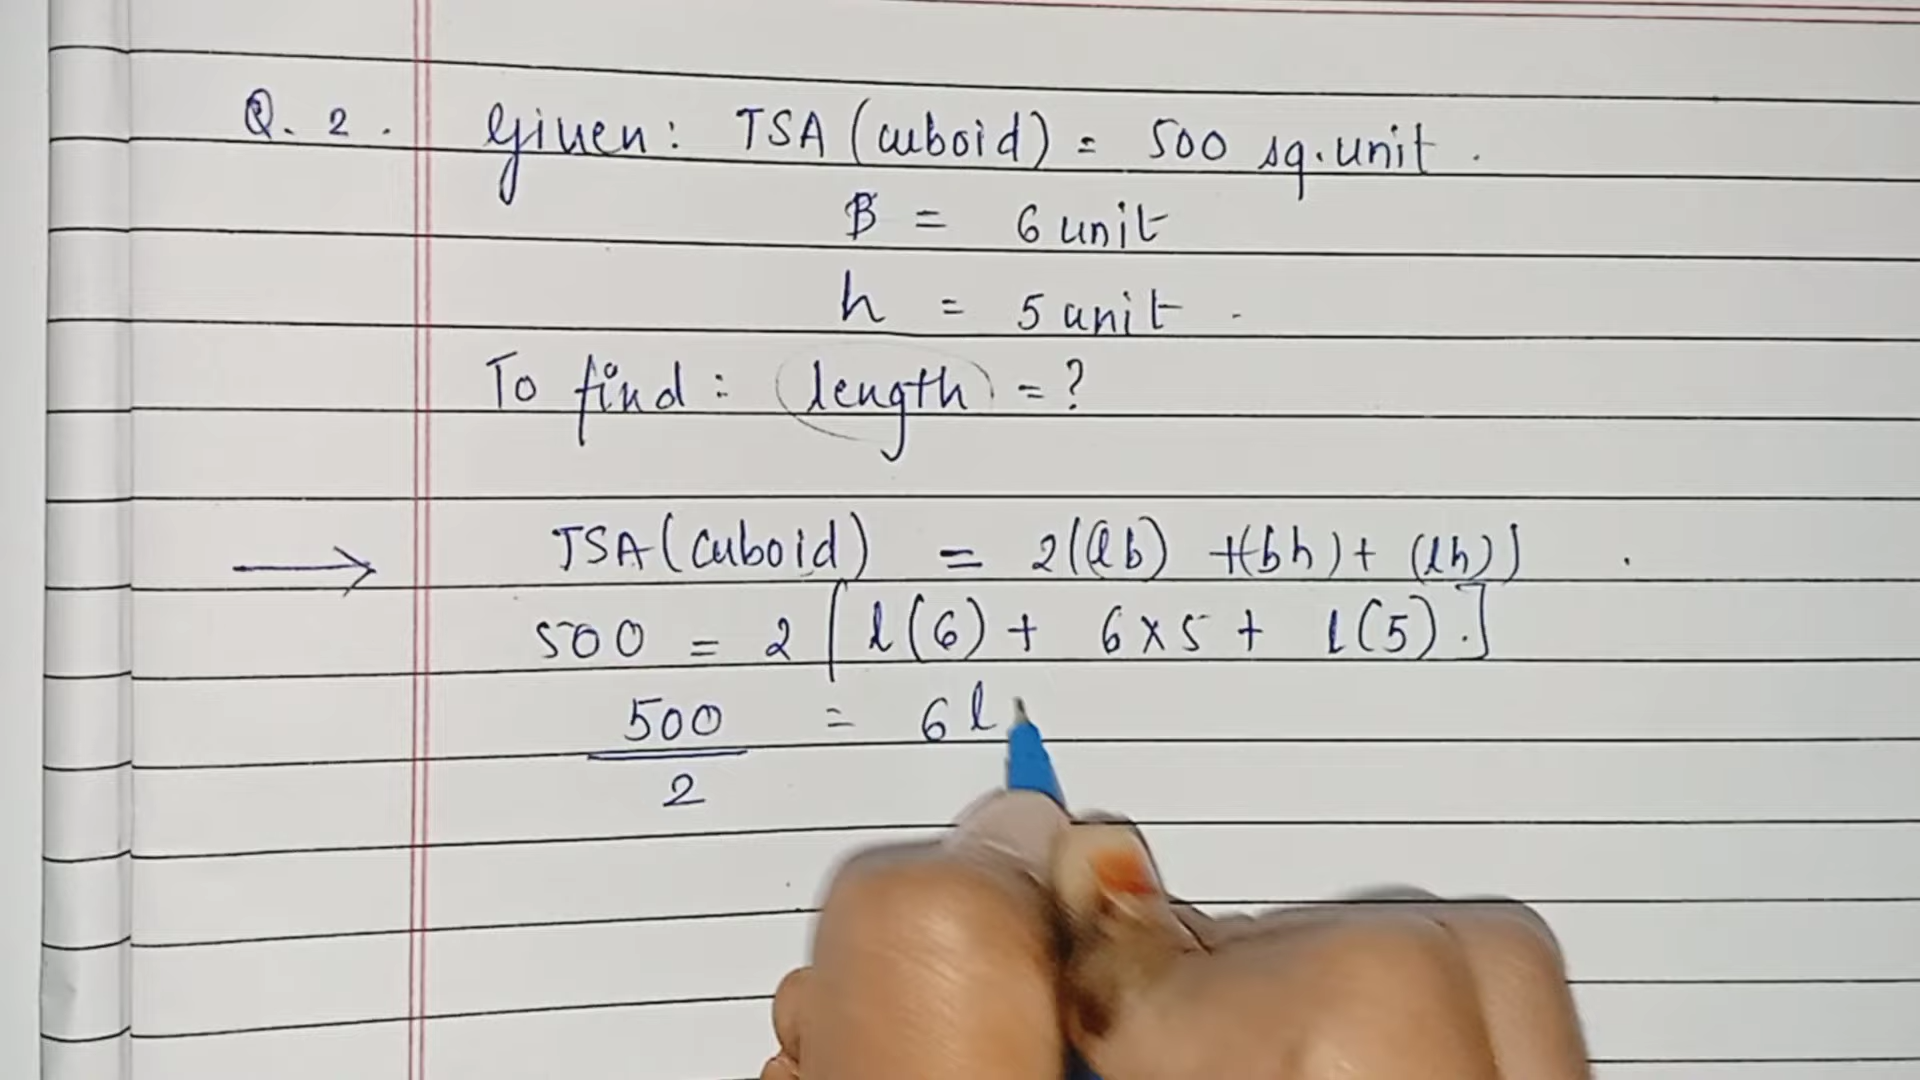 Q. 2. Given: TSA (cuboid) = 500 sq. unit.
B = 6 unit
h = 5 unit.
To find: length = ?
TSA (cuboid) = 2((lb) + (bh) + (lh)) .
500 = 2 [ l(6) + 6 x 5 + l(5).]
500 = 6 l
2